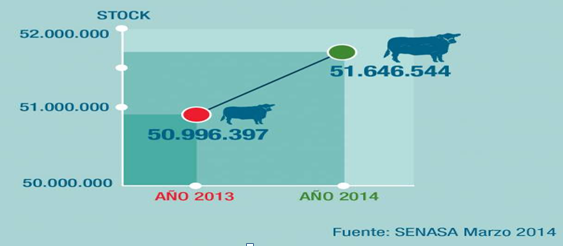 STOCK
52.000.000
51.646.544
51.000.000
50.996.397
50.000.000
AÑO 2013
AÑO 2014
Fuente: SENASA Marzo 2014